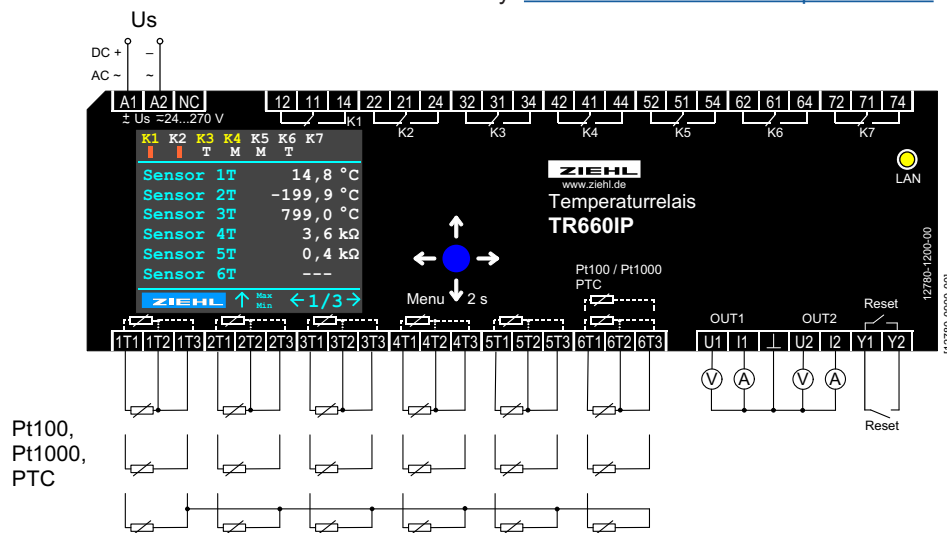 Us
DC + –
AC ~ ~
A1 A2 NC 12 11 14 22 21 24 32 31 34 42 41 44 52 51 54 62 61 64 72 71 74
± Us =24...270 V K1 K2 K3 K4 K5 K6 K7
K1 K2 K3 K4 K5 K6 K7
T M M T
Sensor 1T 14,8 °C
Sensor 2T -199,9 °C
Sensor 3T 799,0 °C
Sensor 4T 3,6 kΩ
Sensor 5T 0,4 kΩ
Sensor 6T ---
ZIEHL ↑ Max Min ←1/3→
ZIEHL
www.ziehl.de
Temperaturrelais
TR660IP
LAN
12780-1200-00
Menu 2 s
Pt100 / Pt1000
PTC
Reset
OUT1 OUT2
1T1 1T2 1T3 2T1 2T2 2T3 3T1 3T2 3T3 4T1 4T2 4T3 5T1 5T2 5T3 6T1 6T2 6T3 U1 I1 ⊥ U2 I2 Y1 Y2
V A V A
Reset
Pt100,
Pt1000,
PTC